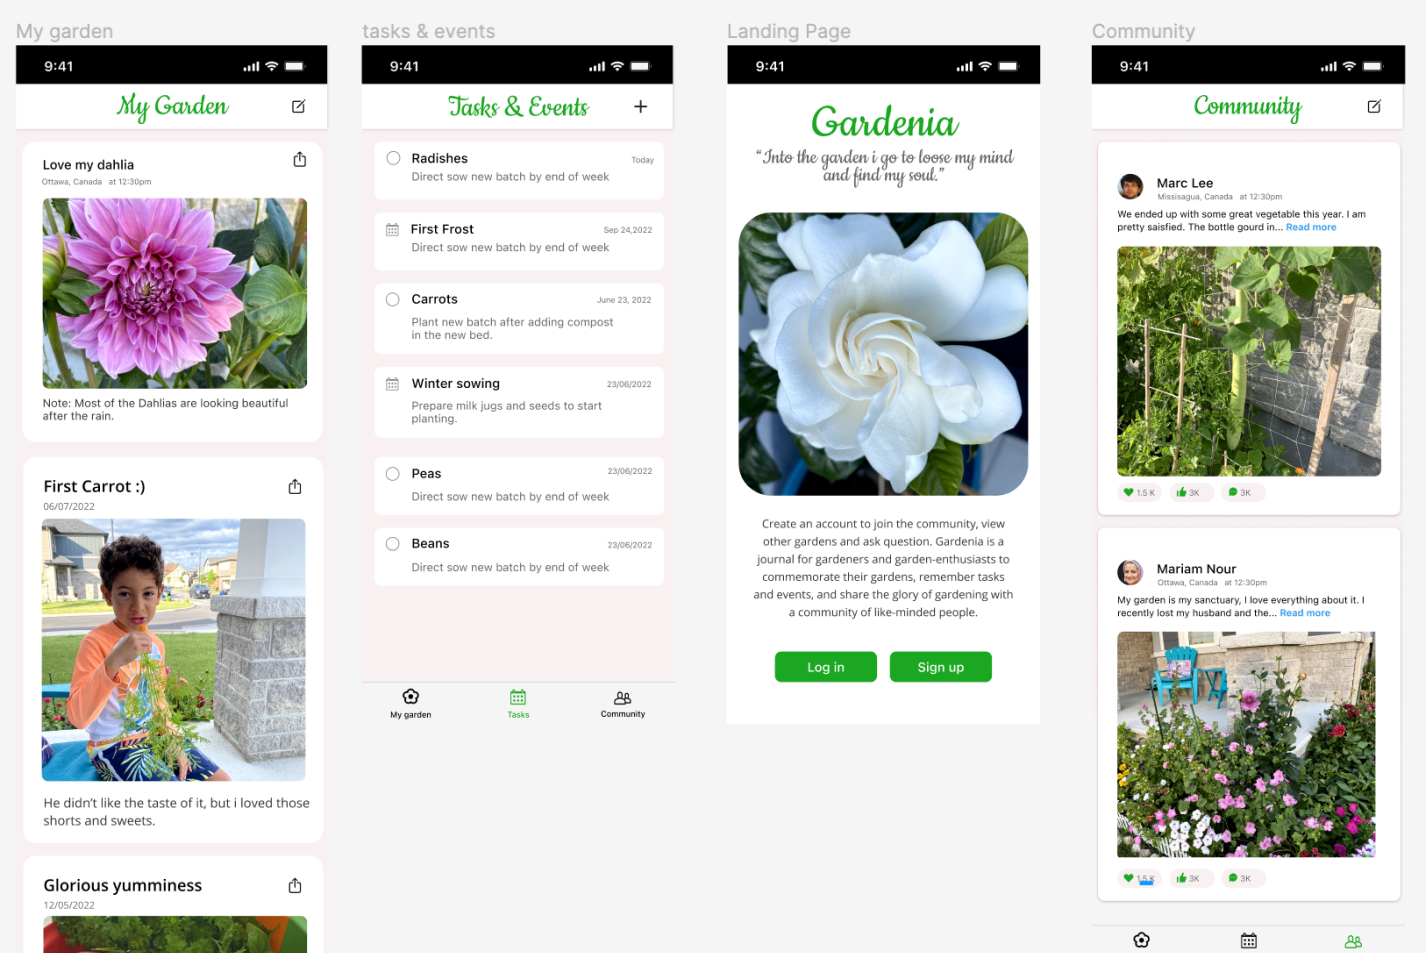 My garden
9:41
My Garden
Love my dahlia
Ottawa, Canada at 12:30pm
Note: Most of the Dahlias are looking beautiful
after the rain.
First Carrot :)
06/07/2022
He didn't like the taste of it, but i loved those
shorts and sweets.
Glorious yumminess
12/05/2022
tasks & events
9:41
Tasks & Events
Radishes
Today
Direct sow new batch by end of week
First Frost
Sep 24,2022
Direct sow new batch by end of week
Carrots
June 23, 2022
Plant new batch after adding compost
in the new bed.
Winter sowing
23/06/2022
Prepare milk jugs and seeds to start
planting.
Peas
23/06/2022
Direct sow new batch by end of week
Beans
23/06/2022
Direct sow new batch by end of week
My garden
Tasks
Community
Landing Page
9:41
Gardenia
“Into the garden i go to loose my mind
and find my soul.”
Create an account to join the community, view
other gardens and ask question. Gardenia is a
journal for gardeners and garden-enthusiasts to
commemorate their gardens, remember tasks
and events, and share the glory of gardening with
a community of like-minded people.
Log in
Sign up
Community
9:41
Community
Marc Lee
Missisagua, Canada at 12:30pm
We ended up with some great vegetable this year. I am
pretty saisfied. The bottle gourd in... Read more
1.5 K
3K
3K
Mariam Nour
Ottawa, Canada at 12:30pm
My garden is my sanctuary, I love everything about it. I
recently lost my husband and the... Read more
1.5 K
3K
3K